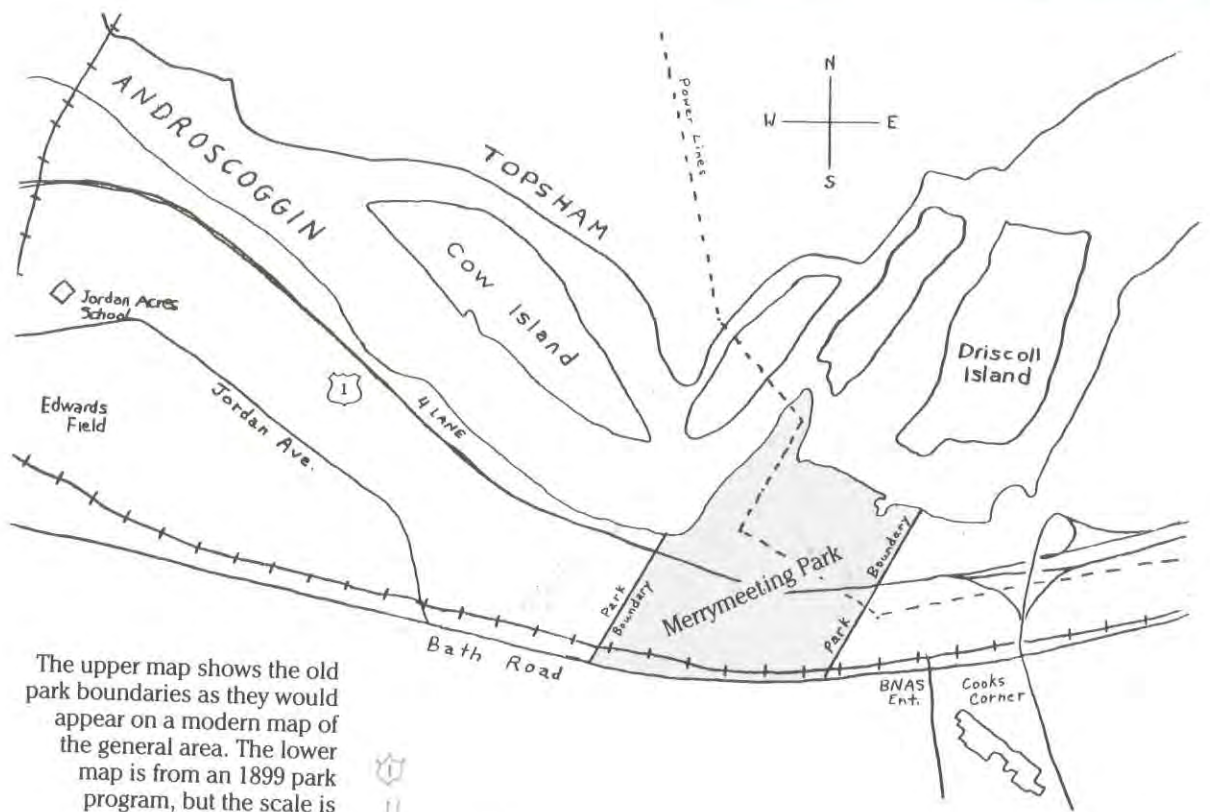 ANDROSCOGGIN
TOPSHAM
Power Lines
N
W E
S
Cow Island
Driscoll
Island
Jordan Acres
School
1
4 LANE
Edwards
Field
Jordan Ave.
Park
Boundary
Merrymeeting Park
Park Boundary
Bath Road
BNAS
Ent.
Cooks
Corner
The upper map shows the old
park boundaries as they would
appear on a modern map of
the general area. The lower
map is from an 1899 park
program, but the scale is
1